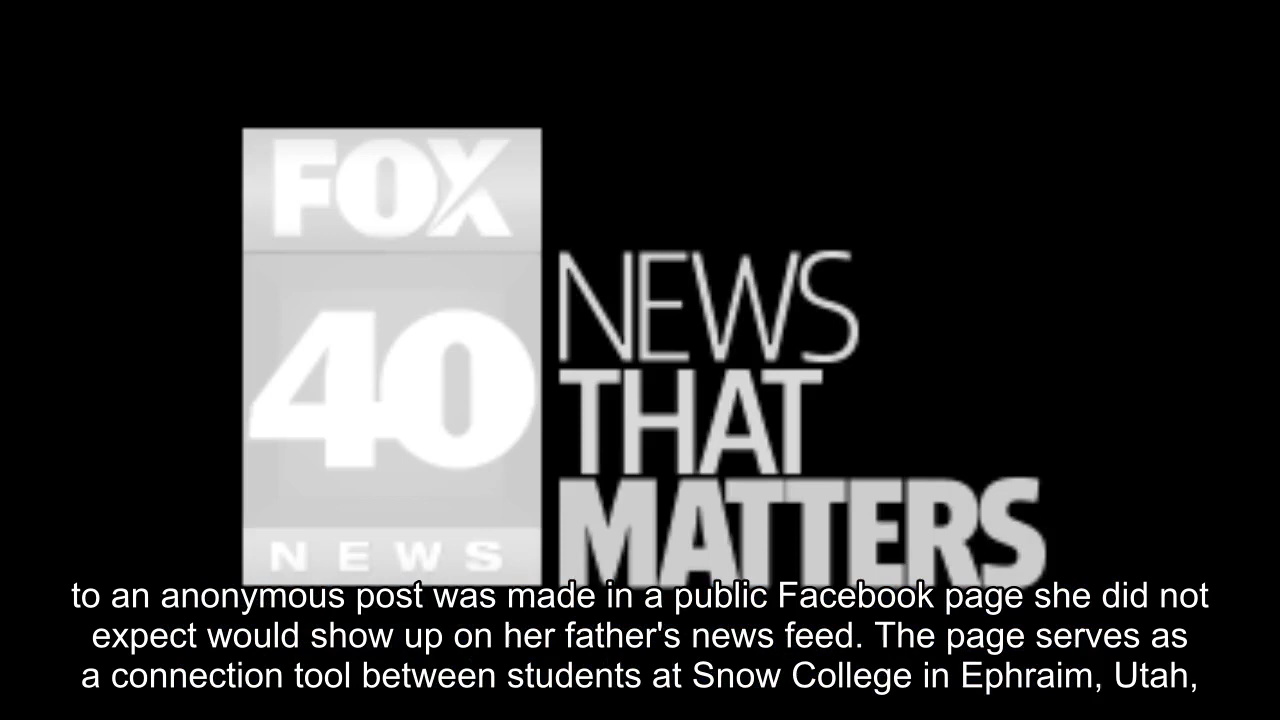 FOX
40
NEWS
NEWS
THAT
MATTERS
to an anonymous post was made in a public Facebook page she did not
expect would show up on her father's news feed. The page serves as
a connection tool between students at Snow College in Ephraim, Utah,